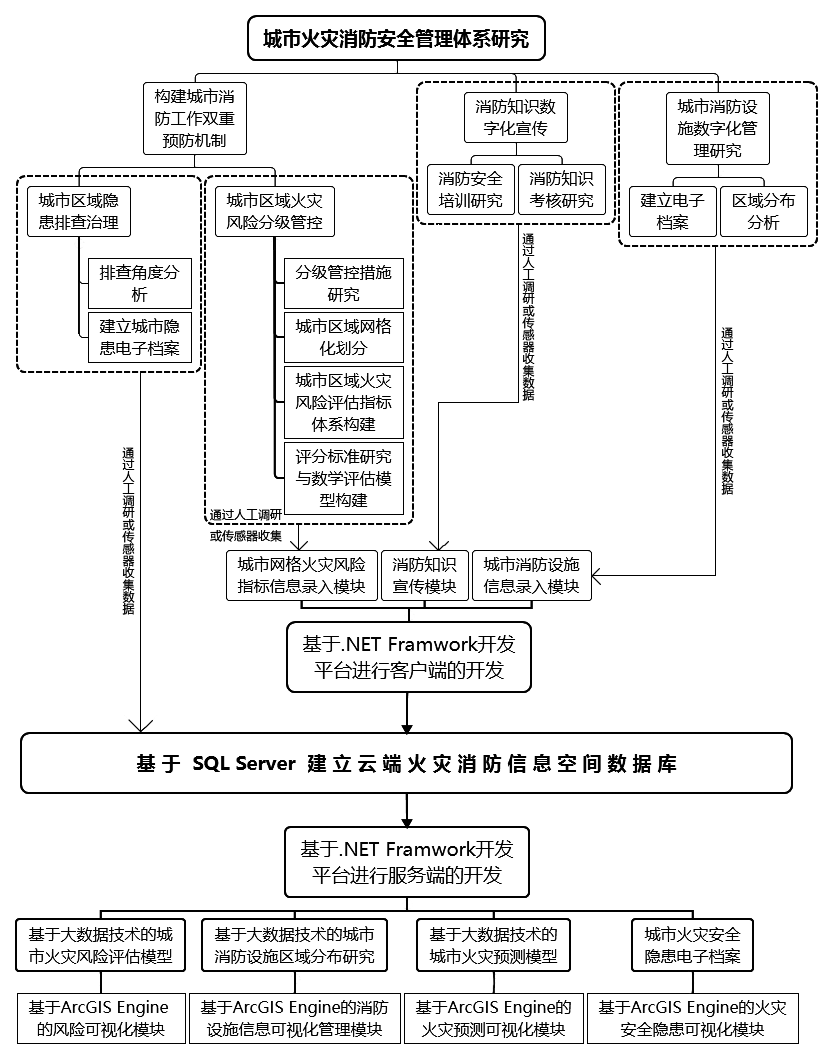 城市火灾消防安全管理体系研究
构建城市消
防工作双重
预防机制
消防知识数
字化宣传
城市消防设
施数字化管
理研究
城市区域隐
患排查治理
城市区域火灾
风险分级管控
消防安全
培训研究
消防知识
考核研究
建立电子
档案
区域分布
分析
排查角度分
析
建立城市隐
患电子档案
分级管控措施
研究
城市区域网格
化划分
城市区域火灾
风险评估指标
体系构建
评分标准研究
与数学评估模
型构建
通过人工调研或传感器收集数据
通过人工调研或传感器收集数据
通过人工调研或传感器收集数据
通过人工调研
或传感器收集
城市网格火灾风险
指标信息录入模块
消防知识
宣传模块
城市消防设施
信息录入模块
基于.NET Framwork开发
平台进行客户端的开发
基于 SQL Server 建立云端火灾消防信息空间数据库
基于.NET Framwork开发
平台进行服务端的开发
基于大数据技术的城
市火灾风险评估模型
基于大数据技术的城市
消防设施区域分布研究
基于大数据技术的
城市火灾预测模型
城市火灾安全
隐患电子档案
基于ArcGIS Engine
的风险可视化模块
基于ArcGIS Engine的消防
设施信息可视化管理模块
基于ArcGIS Engine的
火灾预测可视化模块
基于ArcGIS Engine的火灾
安全隐患可视化模块